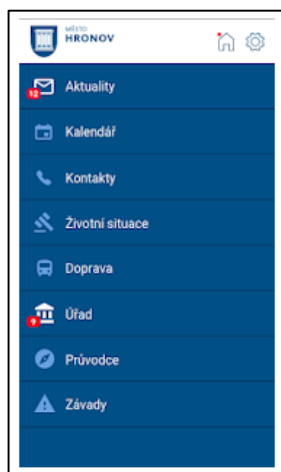 MĚSTO
HRONOV
Aktuality
12
Kalendář
Kontakty
Životní situace
Doprava
Úřad
9
Průvodce
Závady